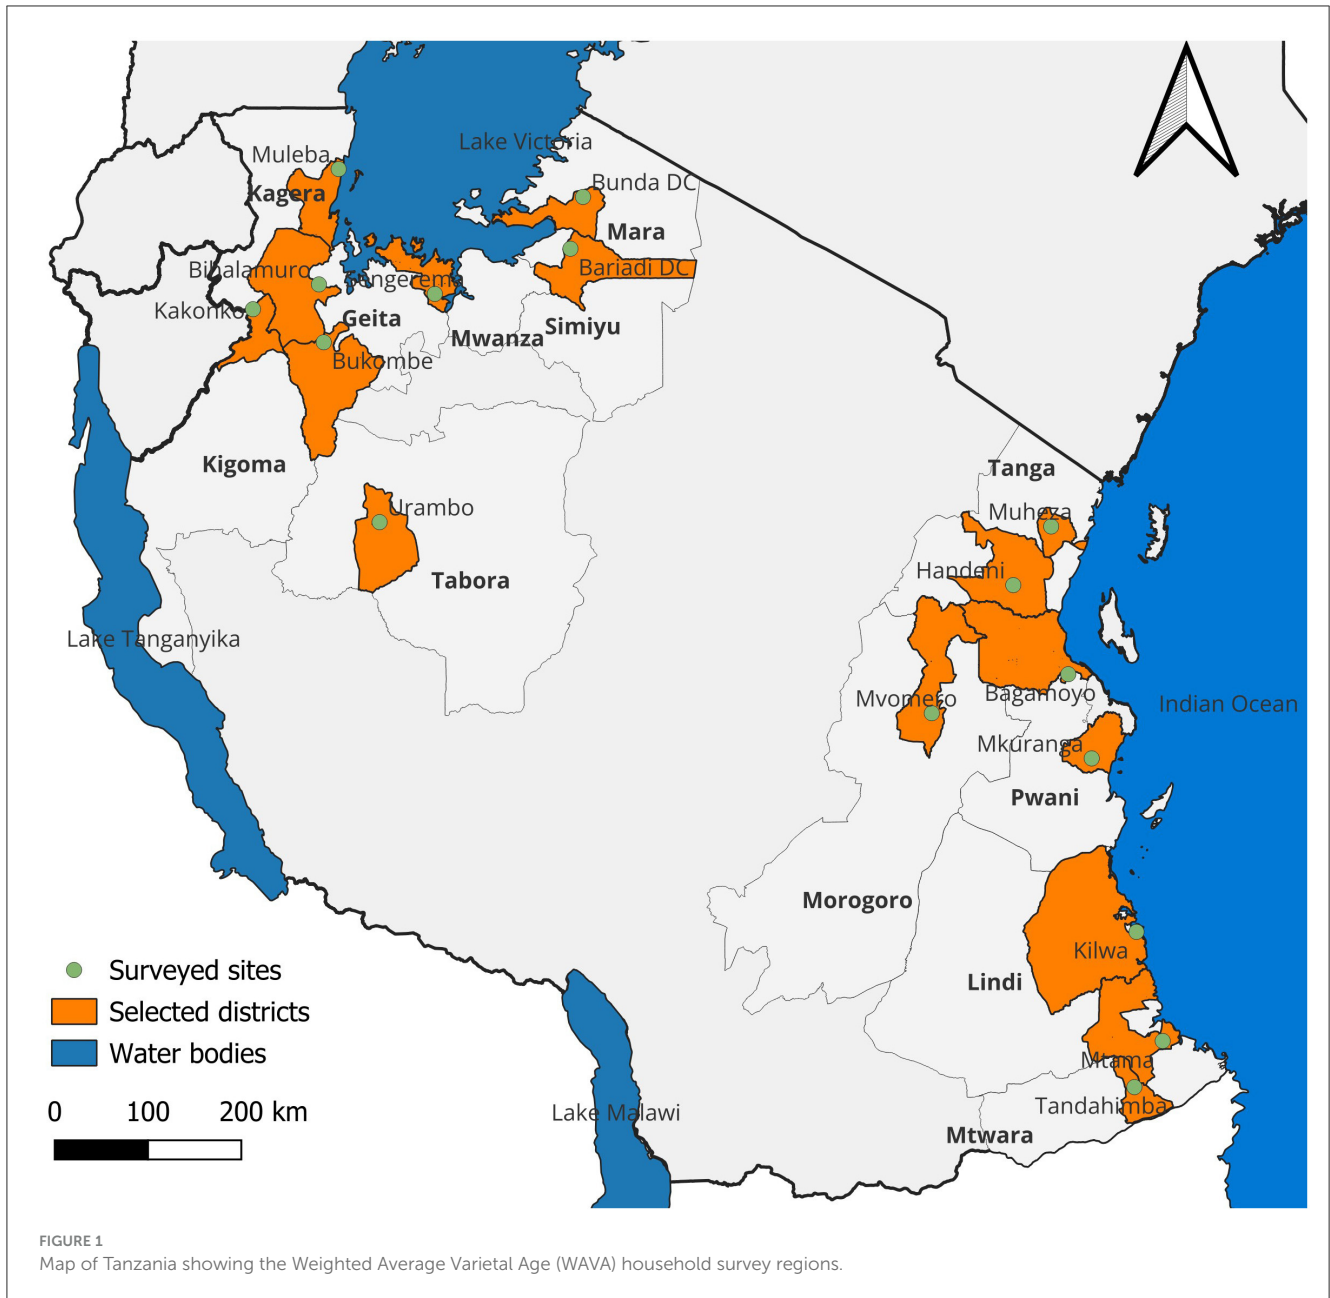 Lake Victoria
Muleba
Bunda DC
Kagera
Mara
Bihalamuro
Sengerema
Bariadi DC
Kakonko
Geita
Mwanza
Simiyu
Bukombe
Kigoma
Tanga
Urambo
Muheza
Handeni
Tabora
Lake Tanganyika
Mvomero
Bagamoyo
Indian Ocean
Mkuranga
Pwani
Morogoro
Kilwa
Lindi
Surveyed sites
Selected districts
Water bodies
Mtama
Tandahimba
0 100 200 km
Lake Malawi
Mtwara
FIGURE 1
Map of Tanzania showing the Weighted Average Varietal Age (WAVA) household survey regions.